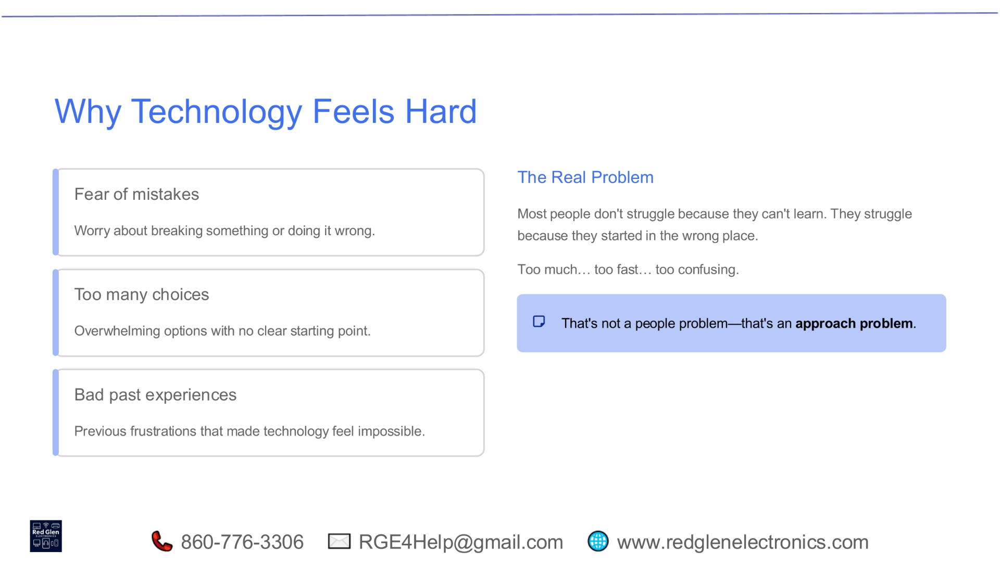 Why Technology Feels Hard
Fear of mistakes
Worry about breaking something or doing it wrong.
Too many choices
Overwhelming options with no clear starting point.
Bad past experiences
Previous frustrations that made technology feel impossible.
The Real Problem
Most people don't struggle because they can't learn. They struggle
because they started in the wrong place.
Too much… too fast… too confusing.
That's not a people problem—that's an approach problem.
Red Glen
ELECTRONICS
860-776-3306
RGE4Help@gmail.com
www.redglenelectronics.com